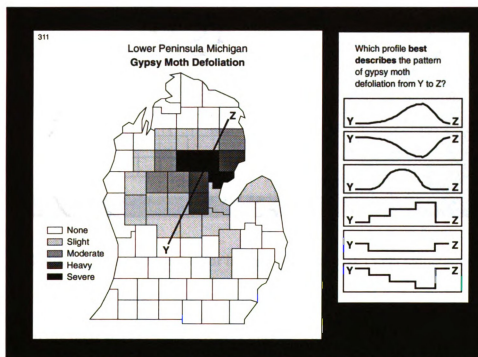 311
Lower Peninsula Michigan
Gypsy Moth Defoliation
Z
Y
None
Slight
Moderate
Heavy
Severe
Which profile best
describes the pattern
of gypsy moth
defoliation from Y to Z?
Y Z
Y Z
Y Z
Y Z
Y Z
Y Z